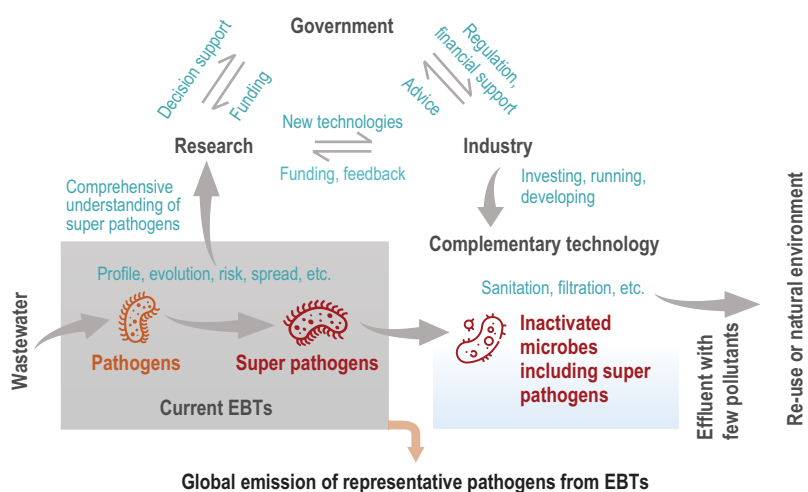 Government
Decision support
Funding
Advice
Regulation,
financial support
New technologies
Research
Industry
Funding, feedback
Comprehensive
understanding of
super pathogens
Investing, running,
developing
Complementary technology
Profile, evolution, risk, spread, etc.
Sanitation, filtration, etc.
Wastewater
Pathogens
Super pathogens
Inactivated
microbes
including super
pathogens
Current EBTs
Effluent with
few pollutants
Re-use or natural environment
Global emission of representative pathogens from EBTs